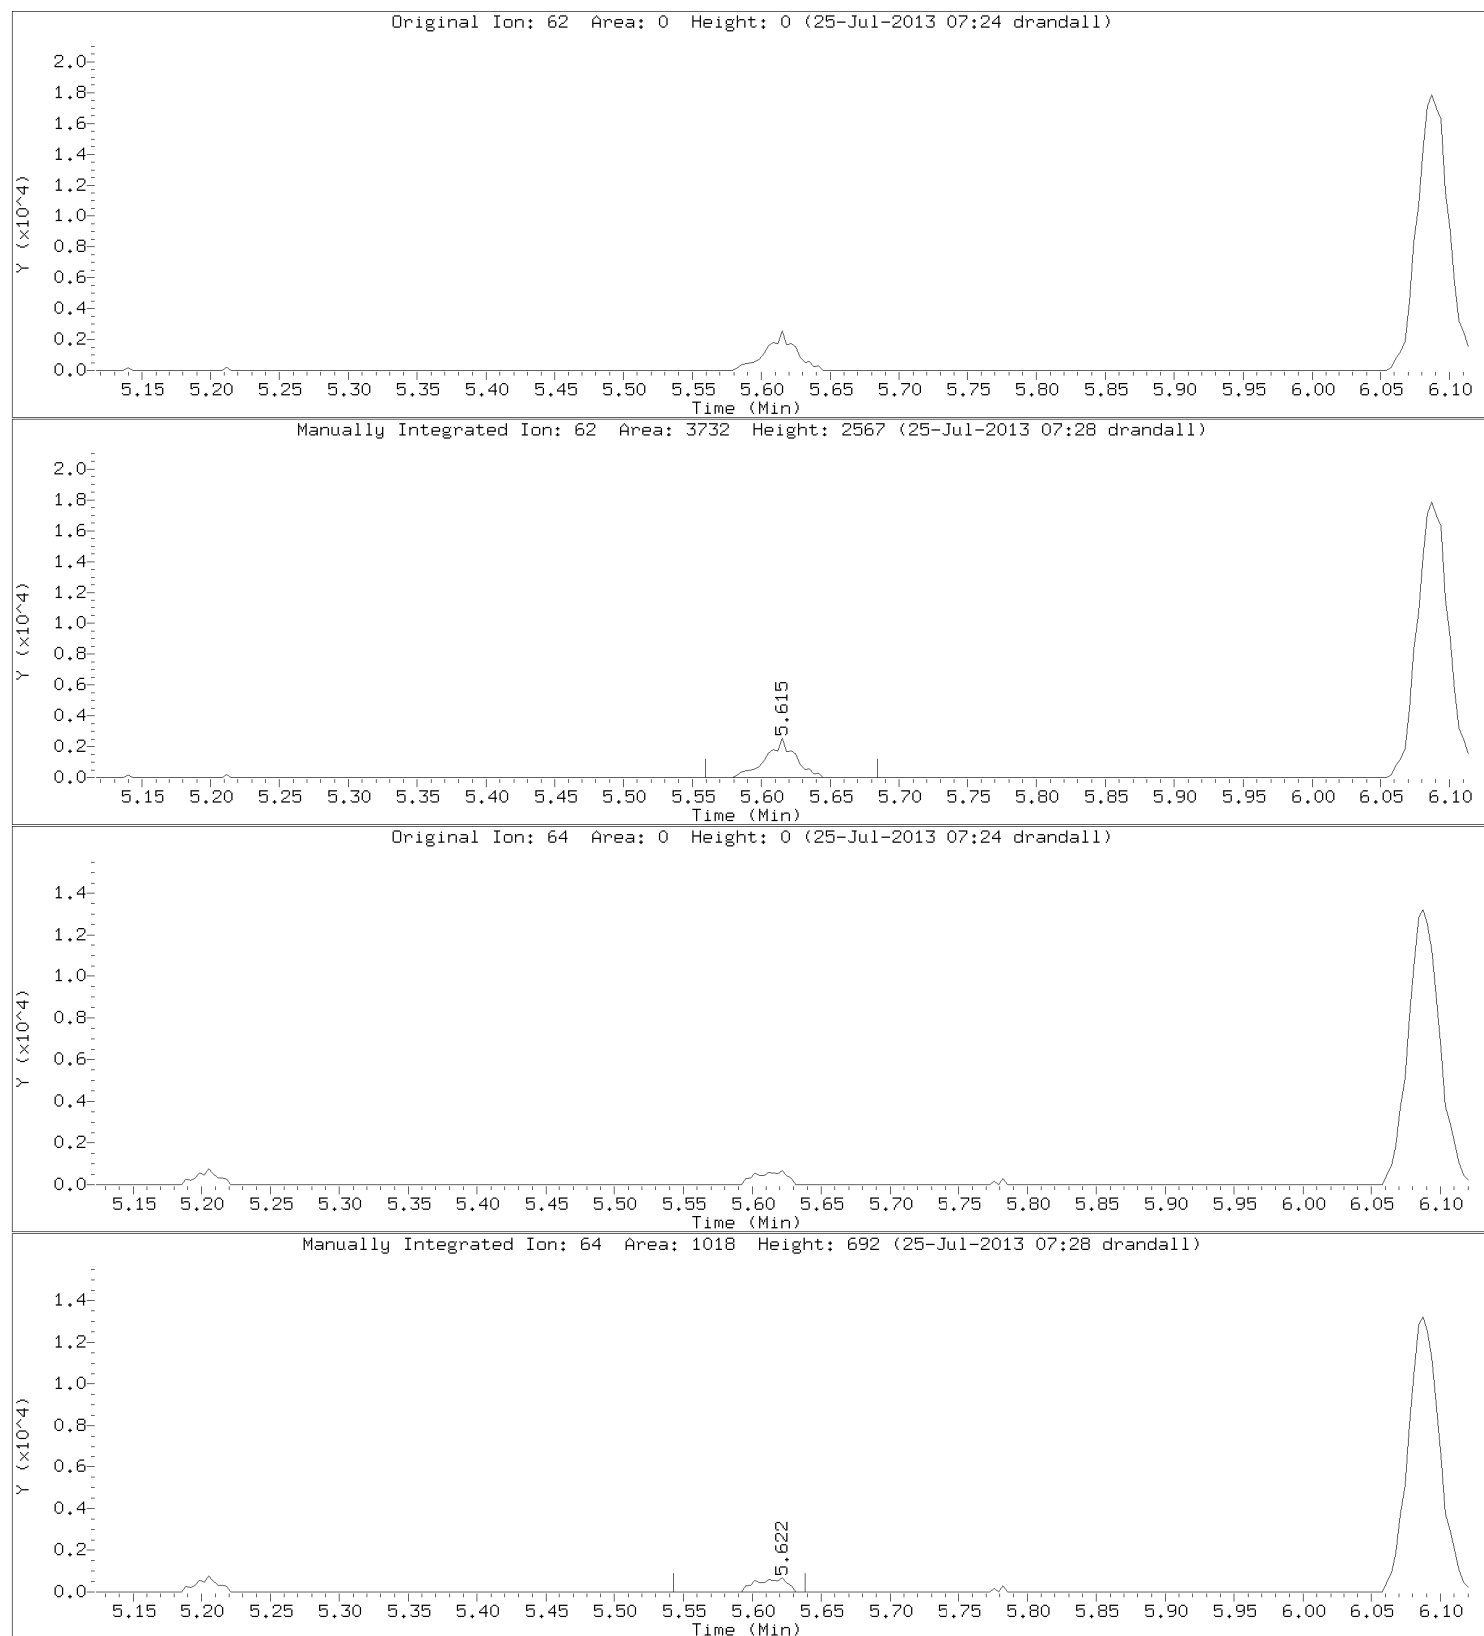 Original Ion: 62  Area: 0  Height: 0 (25-Jul-2013 07:24 drandall)
Y (x10^4)
2.0
1.8
1.6
1.4
1.2
1.0
0.8
0.6
0.4
0.2
0.0
5.15 5.20 5.25 5.30 5.35 5.40 5.45 5.50 5.55 5.60 5.65 5.70 5.75 5.80 5.85 5.90 5.95 6.00 6.05 6.10
Time (Min)
Manually Integrated Ion: 62  Area: 3732  Height: 2567 (25-Jul-2013 07:28 drandall)
Y (x10^4)
2.0
1.8
1.6
1.4
1.2
1.0
0.8
0.6
0.4
0.2
0.0
5.615
5.15 5.20 5.25 5.30 5.35 5.40 5.45 5.50 5.55 5.60 5.65 5.70 5.75 5.80 5.85 5.90 5.95 6.00 6.05 6.10
Time (Min)
Original Ion: 64  Area: 0  Height: 0 (25-Jul-2013 07:24 drandall)
Y (x10^4)
1.4
1.2
1.0
0.8
0.6
0.4
0.2
0.0
5.15 5.20 5.25 5.30 5.35 5.40 5.45 5.50 5.55 5.60 5.65 5.70 5.75 5.80 5.85 5.90 5.95 6.00 6.05 6.10
Time (Min)
Manually Integrated Ion: 64  Area: 1018  Height: 692 (25-Jul-2013 07:28 drandall)
Y (x10^4)
1.4
1.2
1.0
0.8
0.6
0.4
0.2
0.0
5.622
5.15 5.20 5.25 5.30 5.35 5.40 5.45 5.50 5.55 5.60 5.65 5.70 5.75 5.80 5.85 5.90 5.95 6.00 6.05 6.10
Time (Min)